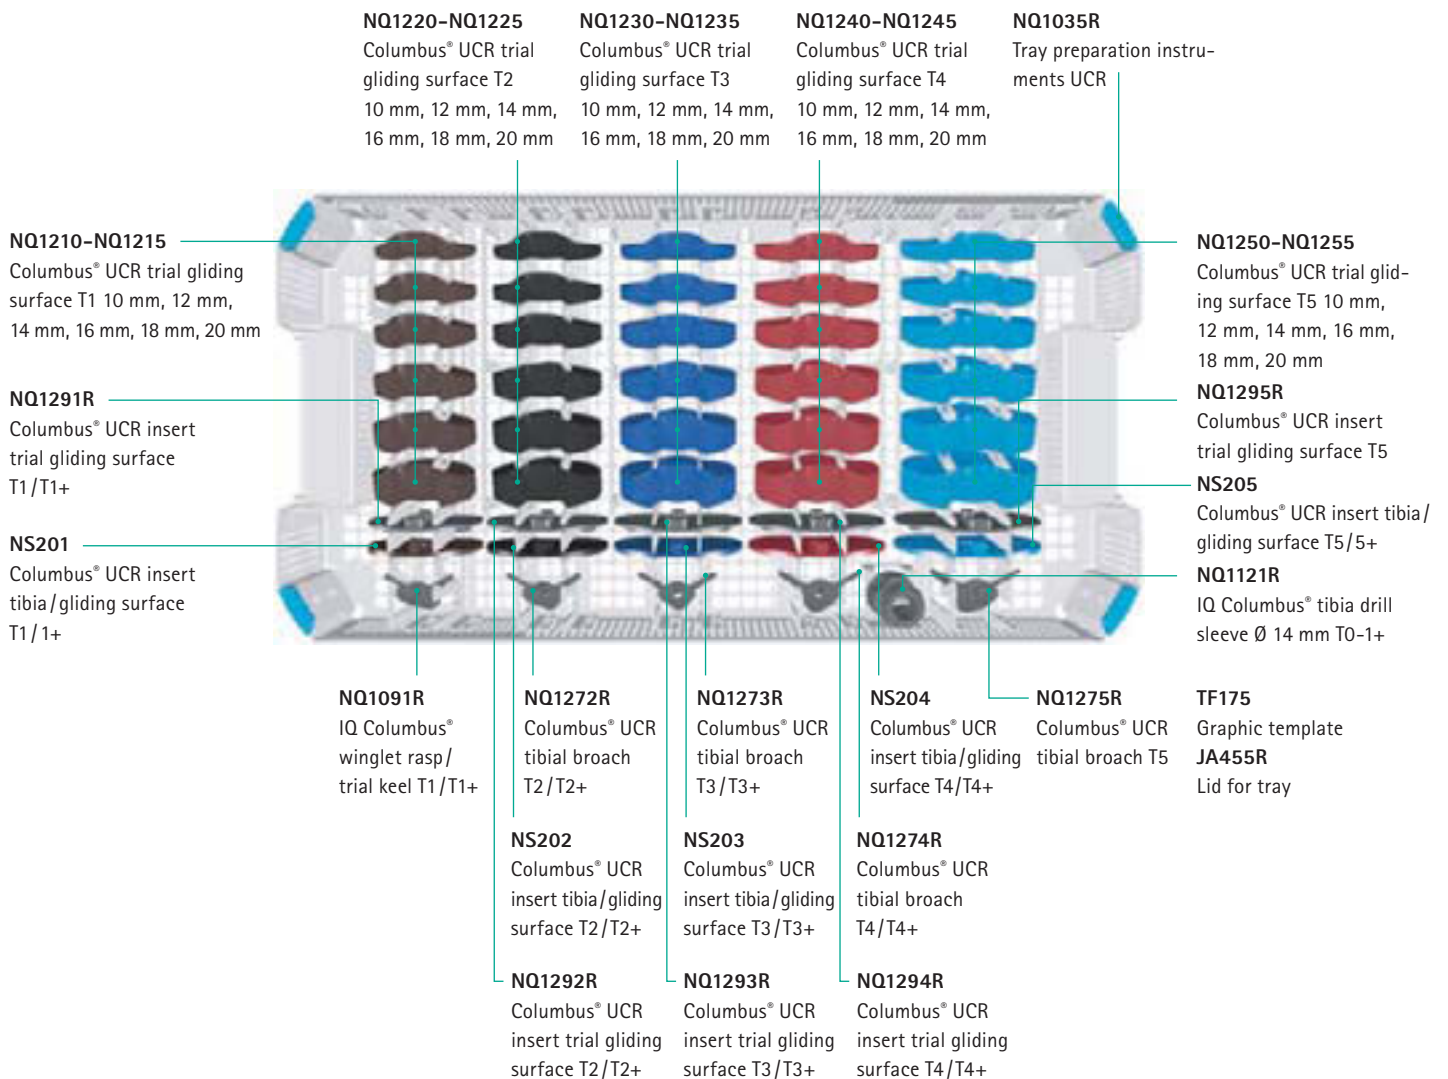 NQ1220–NQ1225
Columbus® UCR trial
gliding surface T2
10 mm, 12 mm, 14 mm,
16 mm, 18 mm, 20 mm
NQ1230–NQ1235
Columbus® UCR trial
gliding surface T3
10 mm, 12 mm, 14 mm,
16 mm, 18 mm, 20 mm
NQ1240–NQ1245
Columbus® UCR trial
gliding surface T4
10 mm, 12 mm, 14 mm,
16 mm, 18 mm, 20 mm
NQ1035R
Tray preparation instru-
ments UCR
NQ1210–NQ1215
Columbus® UCR trial gliding
surface T1 10 mm, 12 mm,
14 mm, 16 mm, 18 mm, 20 mm
NQ1291R
Columbus® UCR insert
trial gliding surface
T1/T1+
NS201
Columbus® UCR insert
tibia/gliding surface
T1/1+
NQ1250–NQ1255
Columbus® UCR trial glid-
ing surface T5 10 mm,
12 mm, 14 mm, 16 mm,
18 mm, 20 mm
NQ1295R
Columbus® UCR insert
trial gliding surface T5
NS205
Columbus® UCR insert tibia/
gliding surface T5/5+
NQ1121R
IQ Columbus® tibia drill
sleeve Ø 14 mm T0-1+
NQ1091R
IQ Columbus®
winglet rasp/
trial keel T1/T1+
NQ1272R
Columbus® UCR
tibial broach
T2/T2+
NQ1273R
Columbus® UCR
tibial broach
T3/T3+
NS204
Columbus® UCR
insert tibia/gliding
surface T4/T4+
NQ1275R
Columbus® UCR
tibial broach T5
TF175
Graphic template
JA455R
Lid for tray
NS202
Columbus® UCR
insert tibia/gliding
surface T2/T2+
NS203
Columbus® UCR
insert tibia/gliding
surface T3/T3+
NQ1274R
Columbus® UCR
tibial broach
T4/T4+
NQ1292R
Columbus® UCR
insert trial gliding
surface T2/T2+
NQ1293R
Columbus® UCR
insert trial gliding
surface T3/T3+
NQ1294R
Columbus® UCR
insert trial gliding
surface T4/T4+